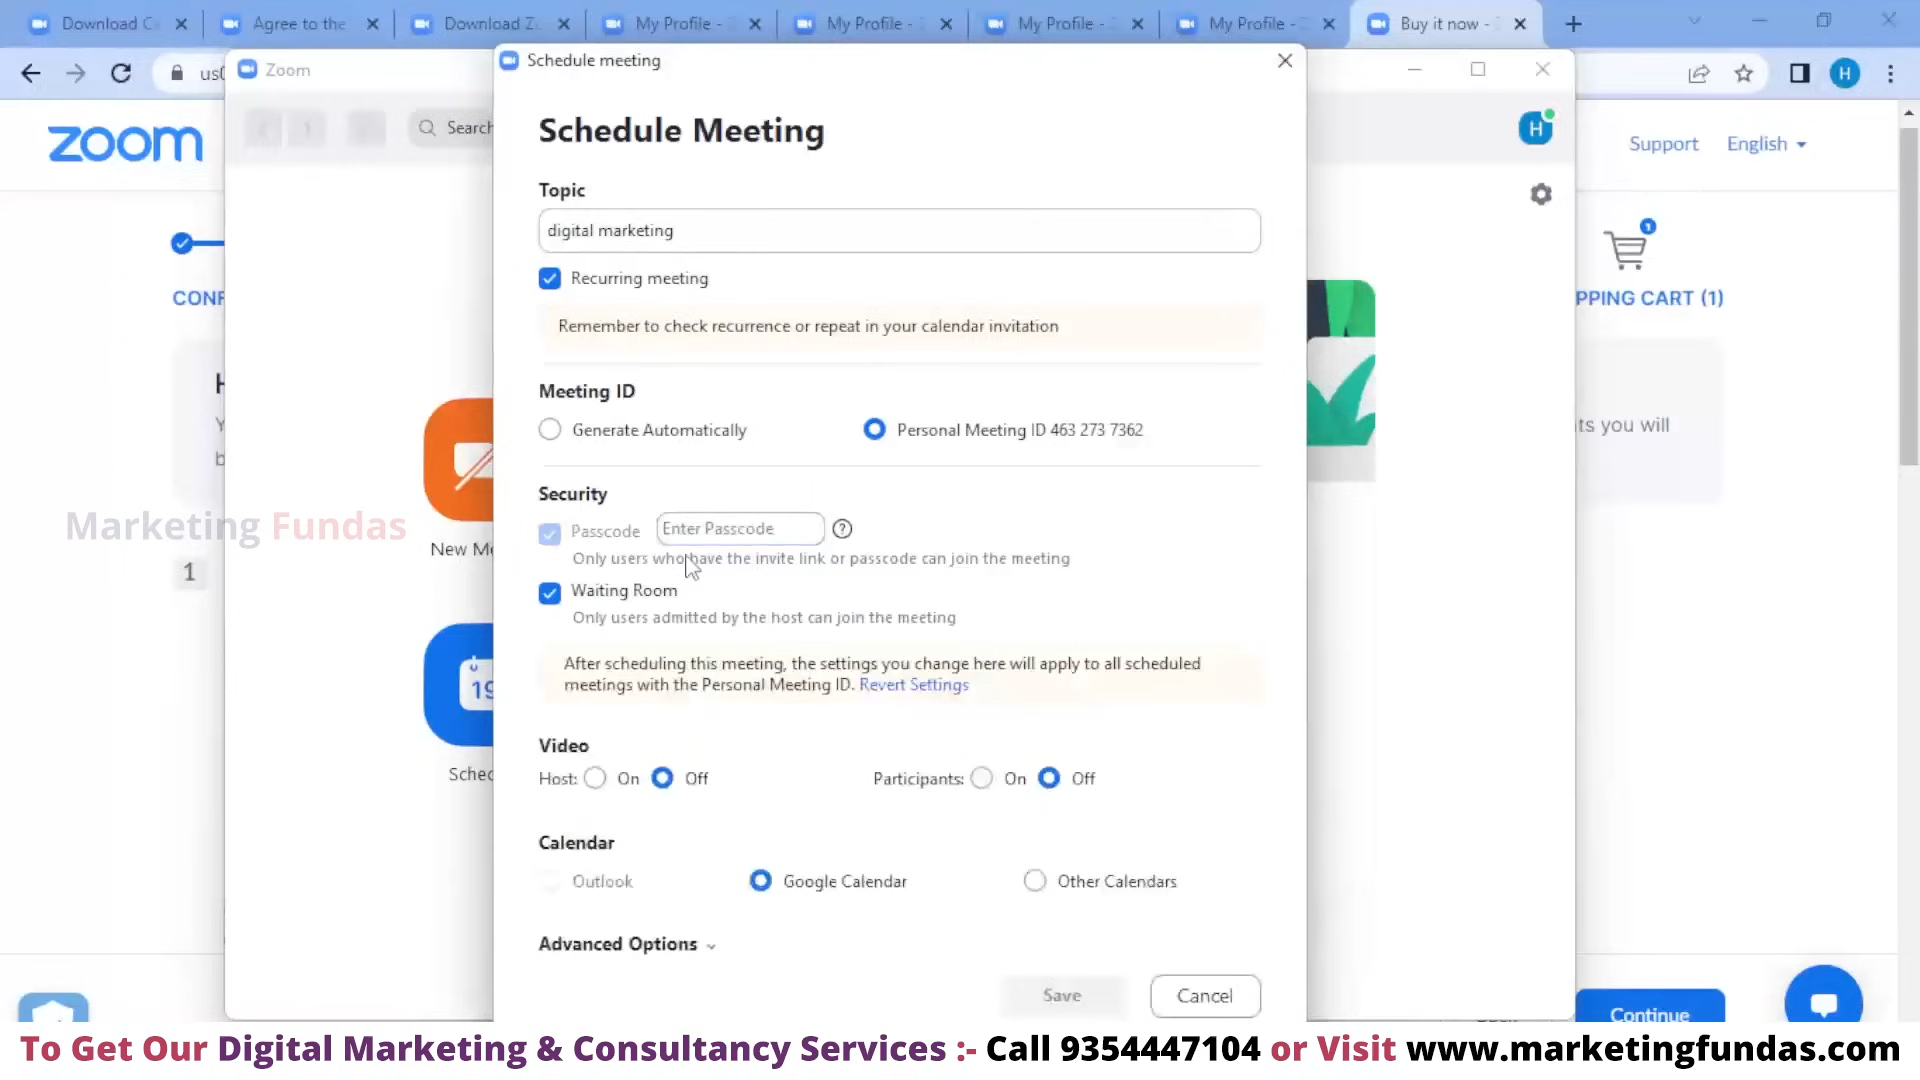 Agree to the
My Profile -
My Profile -
My Profile -
My Profile -
Buy it now -
Zoom
Schedule meeting
H
zoom
Search
H
Support
English
Schedule Meeting
Topic
digital marketing
1
Recurring meeting
PPING CART (1)
Remember to check recurrence or repeat in your calendar invitation
Meeting ID
Generate Automatically
Personal Meeting ID 463 273 7362
ts you will
Security
Passcode
Enter Passcode
?
Marketing Fundas
New M
Only users who have the invite link or passcode can join the meeting
1
Waiting Room
Only users admitted by the host can join the meeting
After scheduling this meeting, the settings you change here will apply to all scheduled
meetings with the Personal Meeting ID. Revert Settings
19
Video
Host: On Off
Participants: On Off
Sched
Calendar
Outlook
Google Calendar
Other Calendars
Advanced Options
Save
Cancel
Continue
To Get Our Digital Marketing & Consultancy Services :- Call 9354447104 or Visit www.marketingfundas.com